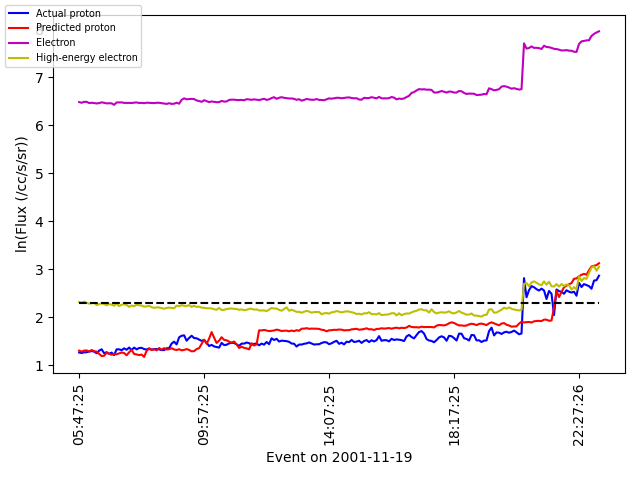 Actual proton
Predicted proton
Electron
High-energy electron
7
6
5
4
3
2
1
ln(Flux (/cc/s/sr))
05:47:25
09:57:25
14:07:25
18:17:25
22:27:26
Event on 2001-11-19